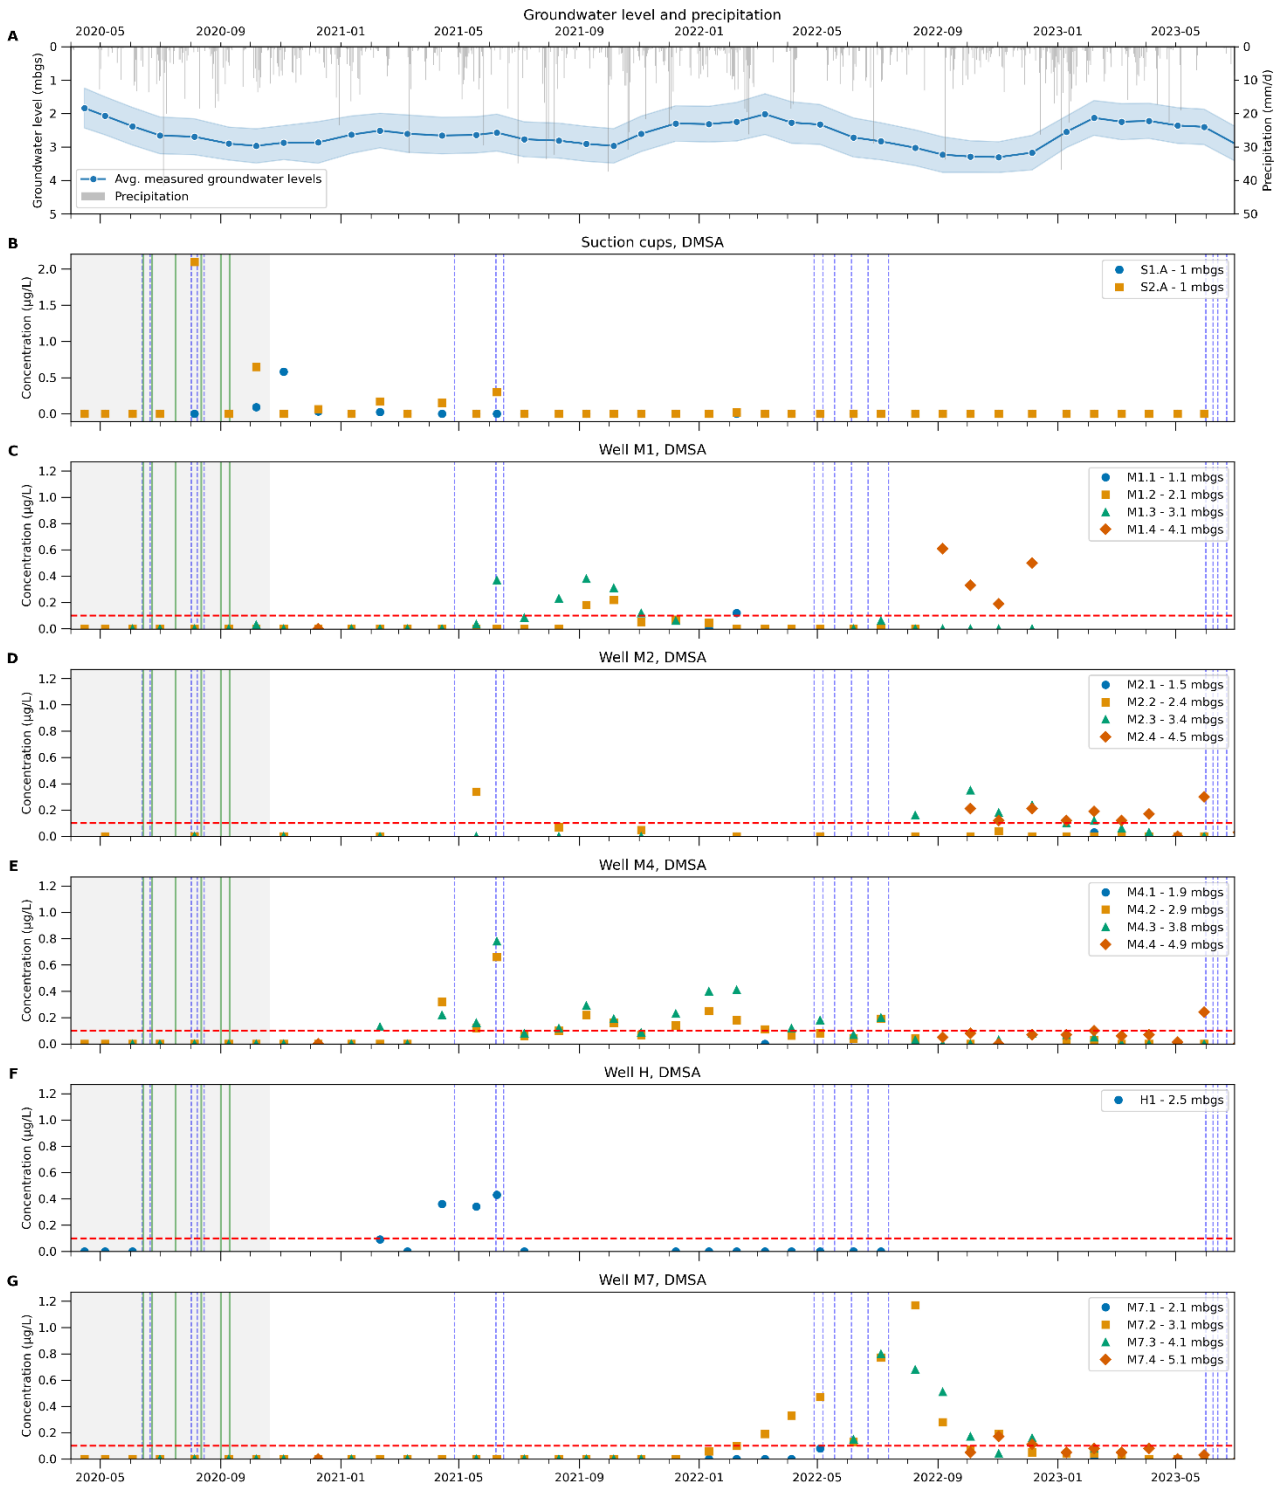 Groundwater level and precipitation
A
2020-05 2020-09 2021-01 2021-05 2021-09 2022-01 2022-05 2022-09 2023-01 2023-05
Groundwater level (mbgs)
0
1
2
3
4
5
Avg. measured groundwater levels
Precipitation
0
10
20
30
40
50
Precipitation (mm/d)
B
Suction cups, DMSA
Concentration (µg/L)
2.0
1.5
1.0
0.5
0.0
S1.A - 1 mbgs
S2.A - 1 mbgs
C
Well M1, DMSA
Concentration (µg/L)
1.2
1.0
0.8
0.6
0.4
0.2
0.0
M1.1 - 1.1 mbgs
M1.2 - 2.1 mbgs
M1.3 - 3.1 mbgs
M1.4 - 4.1 mbgs
D
Well M2, DMSA
Concentration (µg/L)
1.2
1.0
0.8
0.6
0.4
0.2
0.0
M2.1 - 1.5 mbgs
M2.2 - 2.4 mbgs
M2.3 - 3.4 mbgs
M2.4 - 4.5 mbgs
E
Well M4, DMSA
Concentration (µg/L)
1.2
1.0
0.8
0.6
0.4
0.2
0.0
M4.1 - 1.9 mbgs
M4.2 - 2.9 mbgs
M4.3 - 3.8 mbgs
M4.4 - 4.9 mbgs
F
Well H, DMSA
Concentration (µg/L)
1.2
1.0
0.8
0.6
0.4
0.2
0.0
H1 - 2.5 mbgs
G
Well M7, DMSA
Concentration (µg/L)
1.2
1.0
0.8
0.6
0.4
0.2
0.0
M7.1 - 2.1 mbgs
M7.2 - 3.1 mbgs
M7.3 - 4.1 mbgs
M7.4 - 5.1 mbgs
2020-05 2020-09 2021-01 2021-05 2021-09 2022-01 2022-05 2022-09 2023-01 2023-05